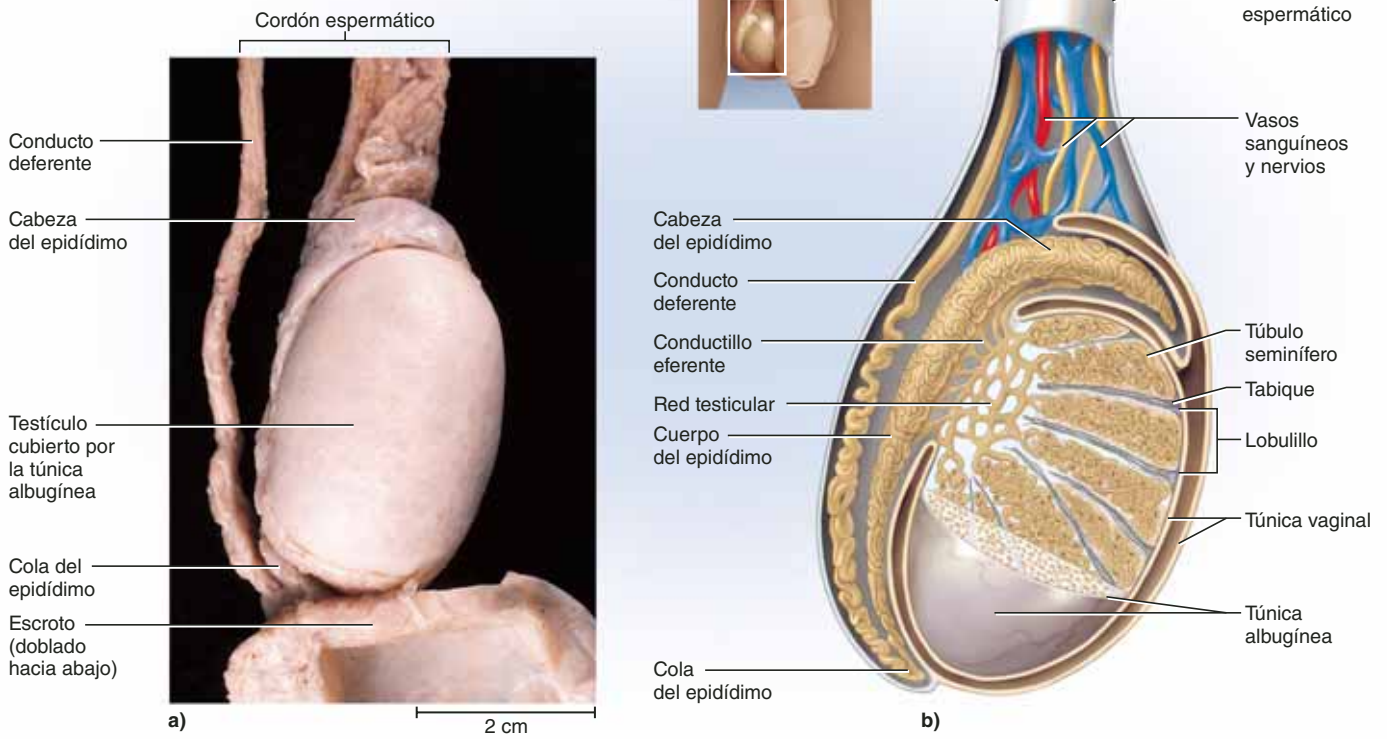 Cordón espermático
Conducto
deferente
Cabeza
del epidídimo
Testículo
cubierto por
la túnica
albugínea
Cola del
epidídimo
Escroto
(doblado
hacia abajo)
a)
2 cm
espermático
Vasos
sanguíneos
y nervios
Cabeza
del epidídimo
Conducto
deferente
Conductillo
eferente
Red testicular
Cuerpo
del epidídimo
Cola
del epidídimo
Túbulo
seminífero
Tabique
Lobulillo
Túnica vaginal
Túnica
albugínea
b)